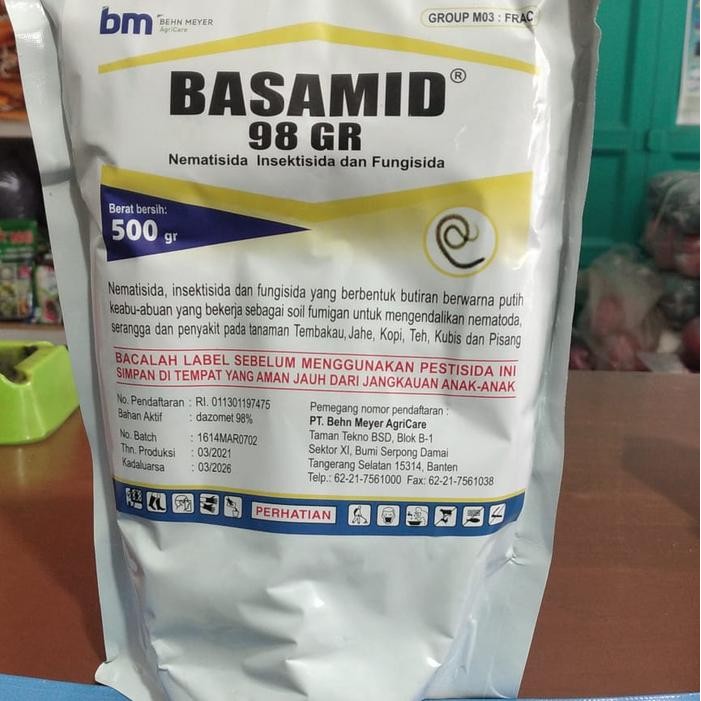 bm BEHN MEYER
AgriCare
GROUP M03 : FRAC
BASAMID®
98 GR
Nematisida Insektisida dan Fungisida
Berat bersih:
500 gr
Nematisida, insektisida dan fungisida yang berbentuk butiran berwarna putih
keabu-abuan yang bekerja sebagai soil fumigan untuk mengendalikan nematoda,
serangga dan penyakit pada tanaman Tembakau, Jahe, Kopi, Teh, Kubis dan Pisang
BACALAH LABEL SEBELUM MENGGUNAKAN PESTISIDA INI
SIMPAN DI TEMPAT YANG AMAN JAUH DARI JANGKAUAN ANAK-ANAK
No. Pendaftaran : RI. 011301197475
Bahan Aktif : dazomet 98%
No. Batch : 1614MAR0702
Thn. Produksi : 03/2021
Kadaluarsa : 03/2026
Pemegang nomor pendaftaran :
PT. Behn Meyer AgriCare
Taman Tekno BSD, Blok B-1
Sektor XI, Bumi Serpong Damai
Tangerang Selatan 15314, Banten
Telp.: 62-21-7561000 Fax: 62-21-7561038
PERHATIAN